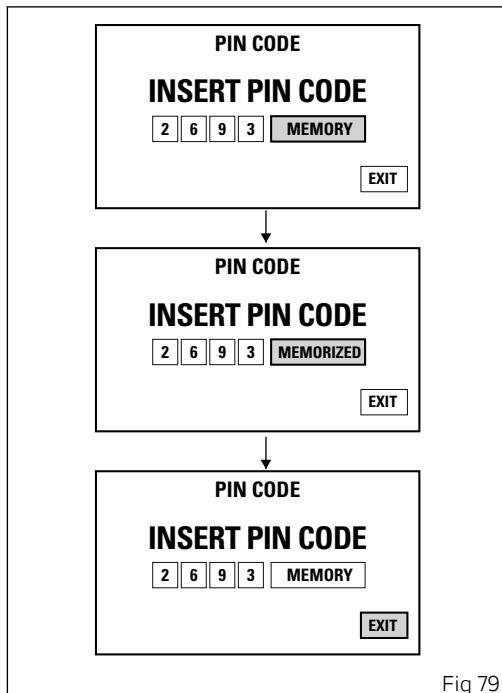 PIN CODE
INSERT PIN CODE
2 6 9 3 MEMORY
EXIT
PIN CODE
INSERT PIN CODE
2 6 9 3 MEMORIZED
EXIT
PIN CODE
INSERT PIN CODE
2 6 9 3 MEMORY
EXIT
Fig 79